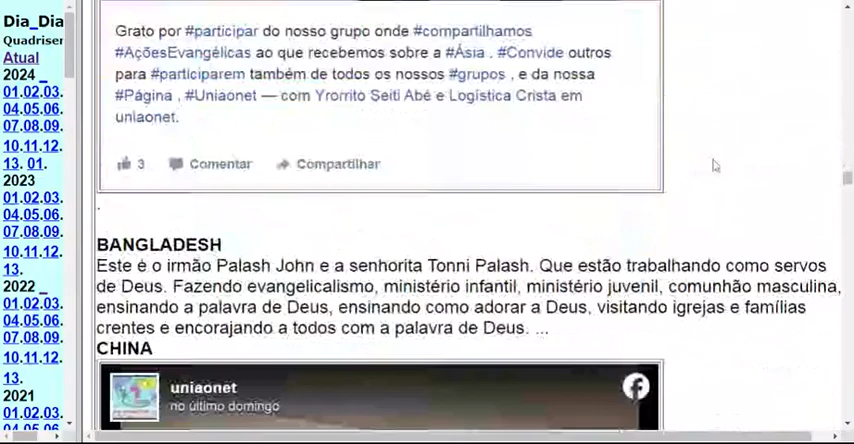 Dia_Dia
Quadriser
Atual
2024 _
01.02.03.
04.05.06.
07.08.09.
10.11.12.
13. 01.
2023
01.02.03.
04.05.06.
07.08.09.
10.11.12.
13.
2022 _
01.02.03.
04.05.06.
07.08.09.
10.11.12.
13.
2021
01.02.03.
04.05.06.
Grato por #participar do nosso grupo onde #compartilhamos
#AçõesEvangélicas ao que recebemos sobre a #Ásia . #Convide outros
para #participarem também de todos os nossos #grupos , e da nossa
#Página , #Uniaonet — com Yrorrito Seiti Abé e Logística Crista em
uniaonet.
3 Comentar Compartilhar
.
BANGLADESH
Este é o irmão Palash John e a senhorita Tonni Palash. Que estão trabalhando como servos
de Deus. Fazendo evangelicalismo, ministério infantil, ministério juvenil, comunhão masculina,
ensinando a palavra de Deus, ensinando como adorar a Deus, visitando igrejas e famílias
crentes e encorajando a todos com a palavra de Deus. ...
CHINA
uniaonet
no último domingo